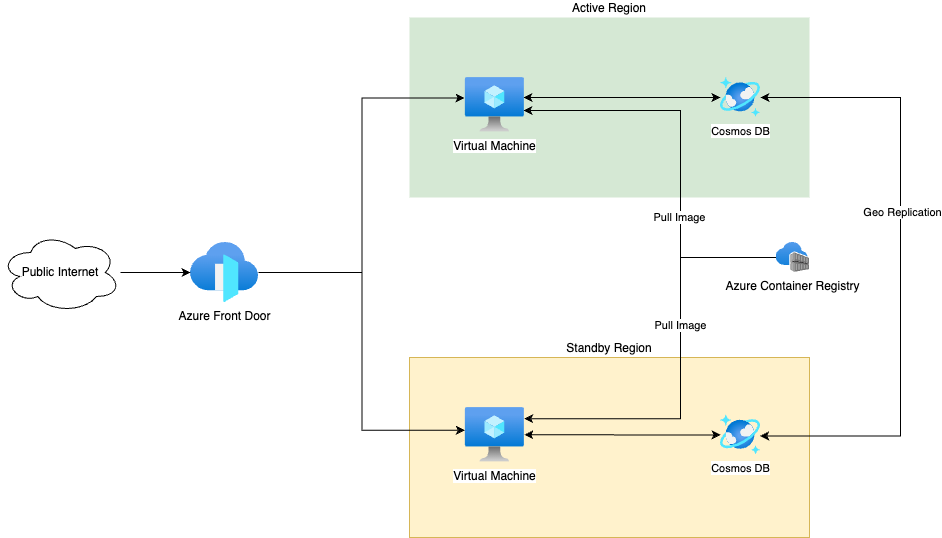 Active Region
Virtual Machine
Cosmos DB
Pull Image
Geo Replication
Public Internet
Azure Front Door
Azure Container Registry
Pull Image
Standby Region
Virtual Machine
Cosmos DB